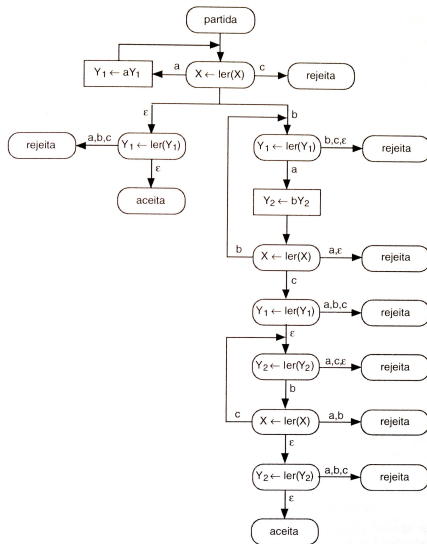 partida
Y₁ ← aY₁
a
X ← ler(X)
c
rejeita
ε
b
rejeita
a,b,c
Y₁ ← ler(Y₁)
Y₁ ← ler(Y₁)
b,c,ε
rejeita
ε
a
aceita
Y₂ ← bY₂
b
X ← ler(X)
a,ε
rejeita
c
Y₁ ← ler(Y₁)
a,b,c
rejeita
ε
Y₂ ← ler(Y₂)
a,c,ε
rejeita
b
c
X ← ler(X)
a,b
rejeita
ε
Y₂ ← ler(Y₂)
a,b,c
rejeita
ε
aceita